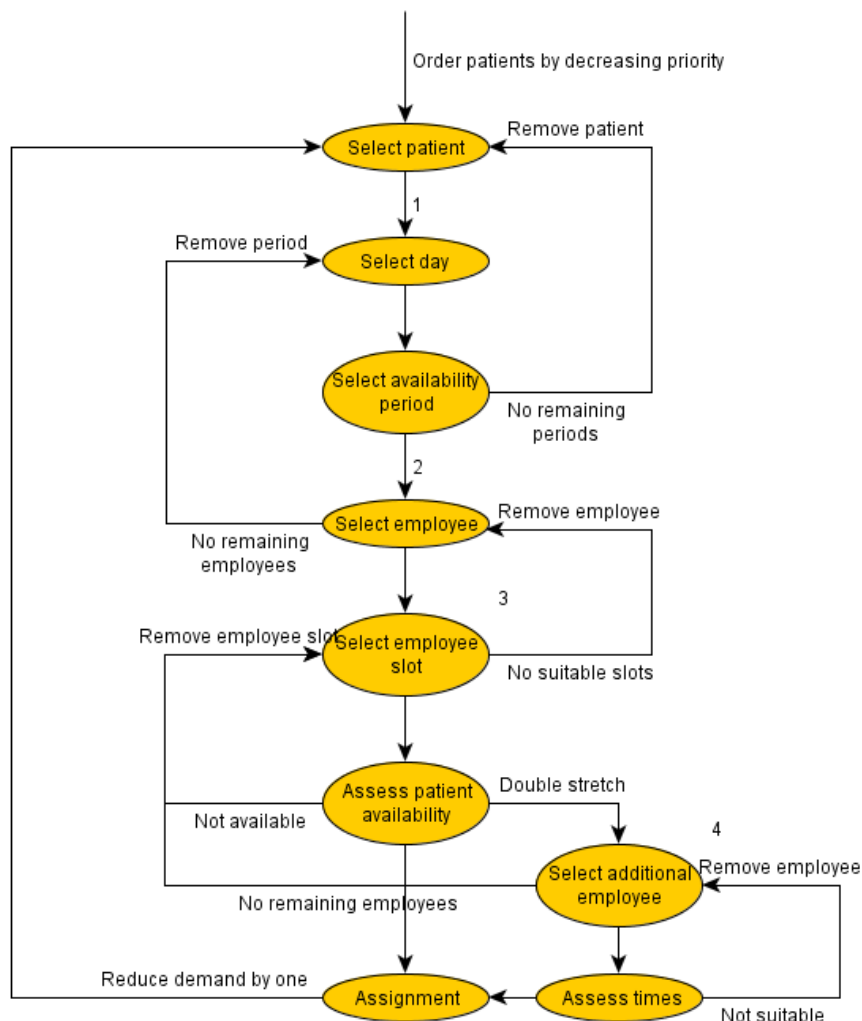 Order patients by decreasing priority
Remove patient
Select patient
1
Remove period
Select day
Select availability
period
No remaining
periods
2
Remove employee
Select employee
No remaining
employees
3
Remove employee slot
Select employee
slot
No suitable slots
Double stretch
Assess patient
availability
Not available
4
Remove employee
Select additional
employee
No remaining employees
Reduce demand by one
Assignment
Assess times
Not suitable